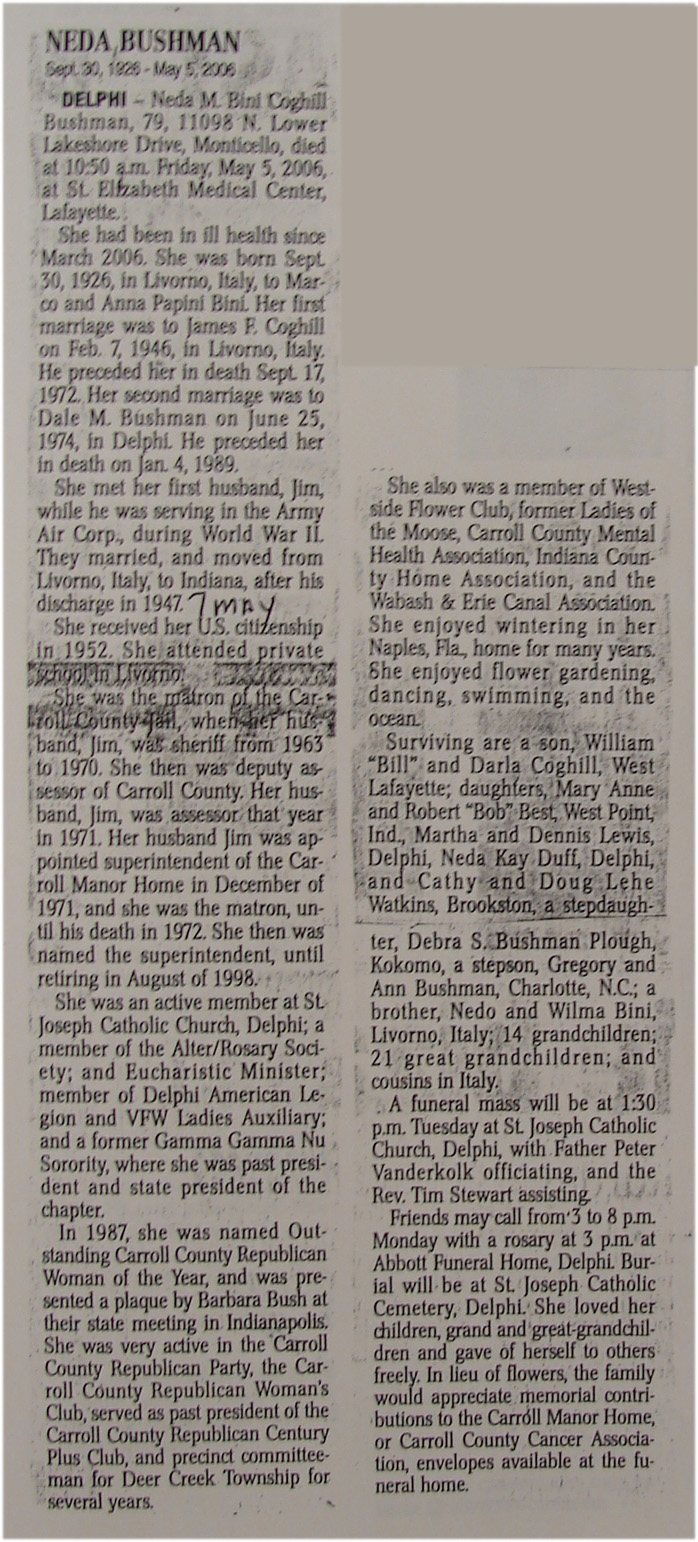 NEDA BUSHMAN
Sept. 30, 1926 - May 5, 2006
DELPHI – Neda M. Bini Coghill
Bushman, 79, 11098 N. Lower
Lakeshore Drive, Monticello, died
at 10:50 a.m. Friday, May 5, 2006,
at St. Elizabeth Medical Center,
Lafayette.
She had been in ill health since
March 2006. She was born Sept.
30, 1926, in Livorno, Italy, to Mar-
co and Anna Papini Bini. Her first
marriage was to James F. Coghill
on Feb. 7, 1946, in Livorno, Italy.
He preceded her in death Sept. 17,
1972. Her second marriage was to
Dale M. Bushman on June 25,
1974, in Delphi. He preceded her
in death on Jan. 4, 1989.
She met her first husband, Jim,
while he was serving in the Army
Air Corp., during World War II.
They married, and moved from
Livorno, Italy, to Indiana, after his
discharge in 1947. 7 MAY
She received her U.S. citizenship
in 1952. She attended private
school in Livorno.
She was the matron of the Car-
roll County Jail, when her hus-
band, Jim, was sheriff from 1963
to 1970. She then was deputy as-
sessor of Carroll County. Her hus-
band, Jim, was assessor that year
in 1971. Her husband Jim was ap-
pointed superintendent of the Car-
roll Manor Home in December of
1971, and she was the matron, un-
til his death in 1972. She then was
named the superintendent, until
retiring in August of 1998.
She was an active member at St.
Joseph Catholic Church, Delphi; a
member of the Alter/Rosary Soci-
ety; and Eucharistic Minister;
member of Delphi American Le-
gion and VFW Ladies Auxiliary;
and a former Gamma Gamma Nu
Sorority, where she was past presi-
dent and state president of the
chapter.
In 1987, she was named Out-
standing Carroll County Republican
Woman of the Year, and was pre-
sented a plaque by Barbara Bush at
their state meeting in Indianapolis.
She was very active in the Carroll
County Republican Party, the Car-
roll County Republican Woman's
Club, served as past president of the
Carroll County Republican Century
Plus Club, and precinct committee-
man for Deer Creek Township for
several years.
She also was a member of West-
side Flower Club, former Ladies of
the Moose, Carroll County Mental
Health Association, Indiana Coun-
ty Home Association, and the
Wabash & Erie Canal Association.
She enjoyed wintering in her
Naples, Fla., home for many years.
She enjoyed flower gardening,
dancing, swimming, and the
ocean.
Surviving are a son, William
"Bill" and Darla Coghill, West
Lafayette; daughters, Mary Anne
and Robert "Bob" Best, West Point,
Ind., Martha and Dennis Lewis,
Delphi, Neda Kay Duff, Delphi,
and Cathy and Doug Lehe
Watkins, Brookston, a stepdaugh-
ter, Debra S. Bushman Plough,
Kokomo, a stepson, Gregory and
Ann Bushman, Charlotte, N.C.; a
brother, Nedo and Wilma Bini,
Livorno, Italy; 14 grandchildren;
21 great grandchildren; and
cousins in Italy.
A funeral mass will be at 1:30
p.m. Tuesday at St. Joseph Catholic
Church, Delphi, with Father Peter
Vanderkolk officiating, and the
Rev. Tim Stewart assisting.
Friends may call from 3 to 8 p.m.
Monday with a rosary at 3 p.m. at
Abbott Funeral Home, Delphi. Bur-
ial will be at St. Joseph Catholic
Cemetery, Delphi. She loved her
children, grand and great-grandchil-
dren and gave of herself to others
freely. In lieu of flowers, the family
would appreciate memorial contri-
butions to the Carroll Manor Home,
or Carroll County Cancer Associa-
tion, envelopes available at the fu-
neral home.